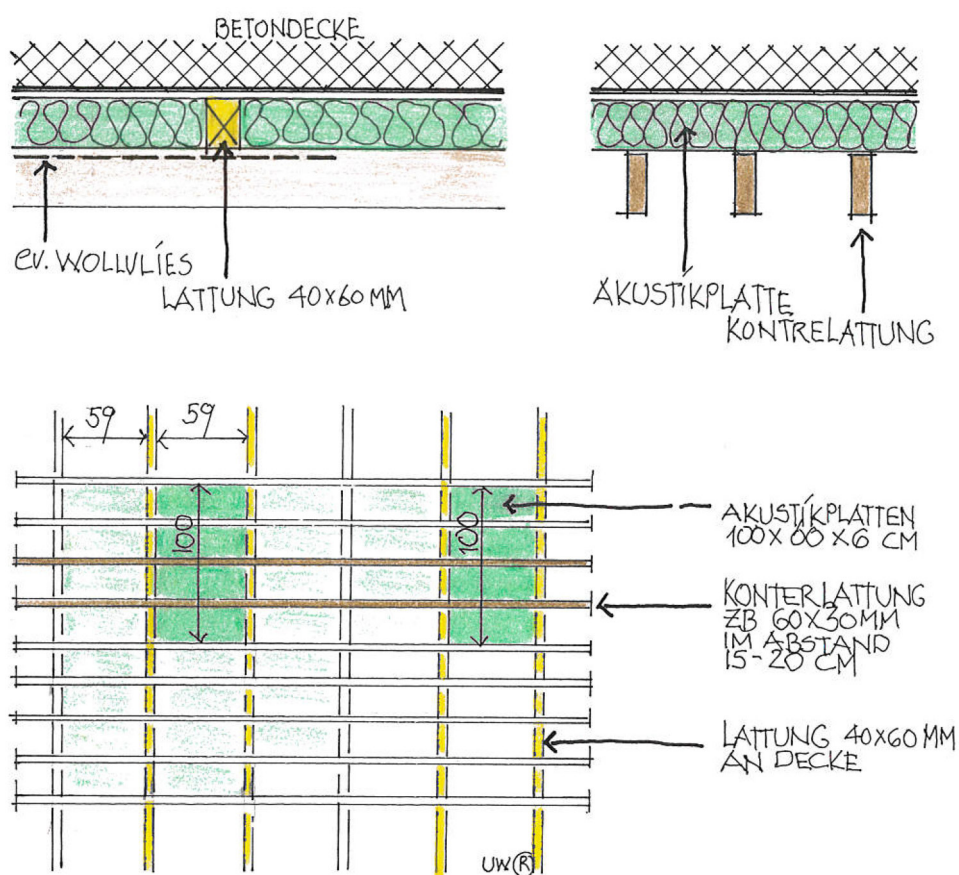 BETONDECKE
ev. WOLLVLIES
LATTUNG 40x60 MM
AKUSTIKPLATTE
KONTRELATTUNG
59
59
100
100
AKUSTIKPLATTEN
100 x 60 x 6 CM
KONTERLATTUNG
ZB 60x30MM
IM ABSTAND
15-20 CM
LATTUNG 40x60 MM
AN DECKE
UW®